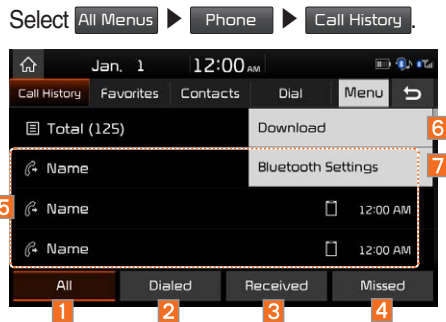 Select All Menus ▶ Phone ▶ Call History.
Jan. 1 12:00 AM
Call History Favorites Contacts Dial Menu
Total (125) Download 6
Name Bluetooth Settings 7
5 Name 12:00 AM
Name 12:00 AM
All Dialed Received Missed
1 2 3 4